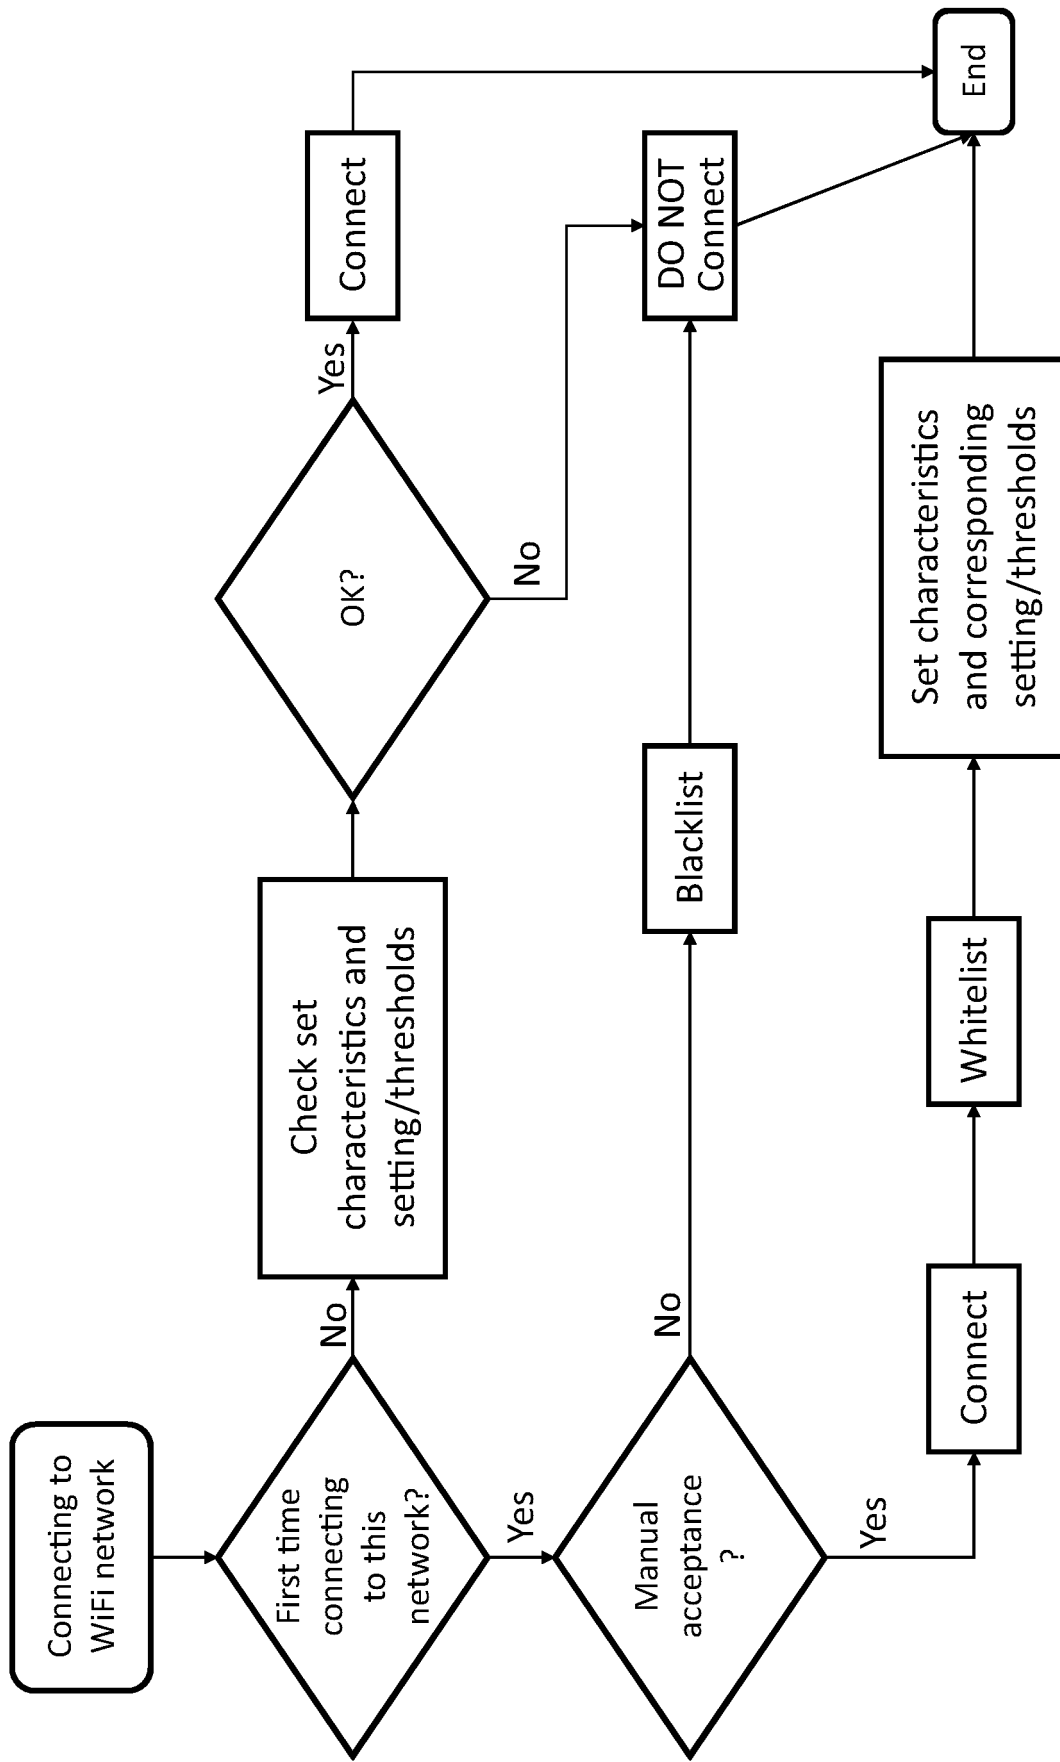 Connecting to
WiFi network
First time
connecting
to this
network?
No
Check set
characteristics and
setting/thresholds
OK?
Yes
Connect
No
Yes
Manual
acceptance
?
No
Blacklist
DO NOT
Connect
Yes
Connect
Whitelist
Set characteristics
and corresponding
setting/thresholds
End